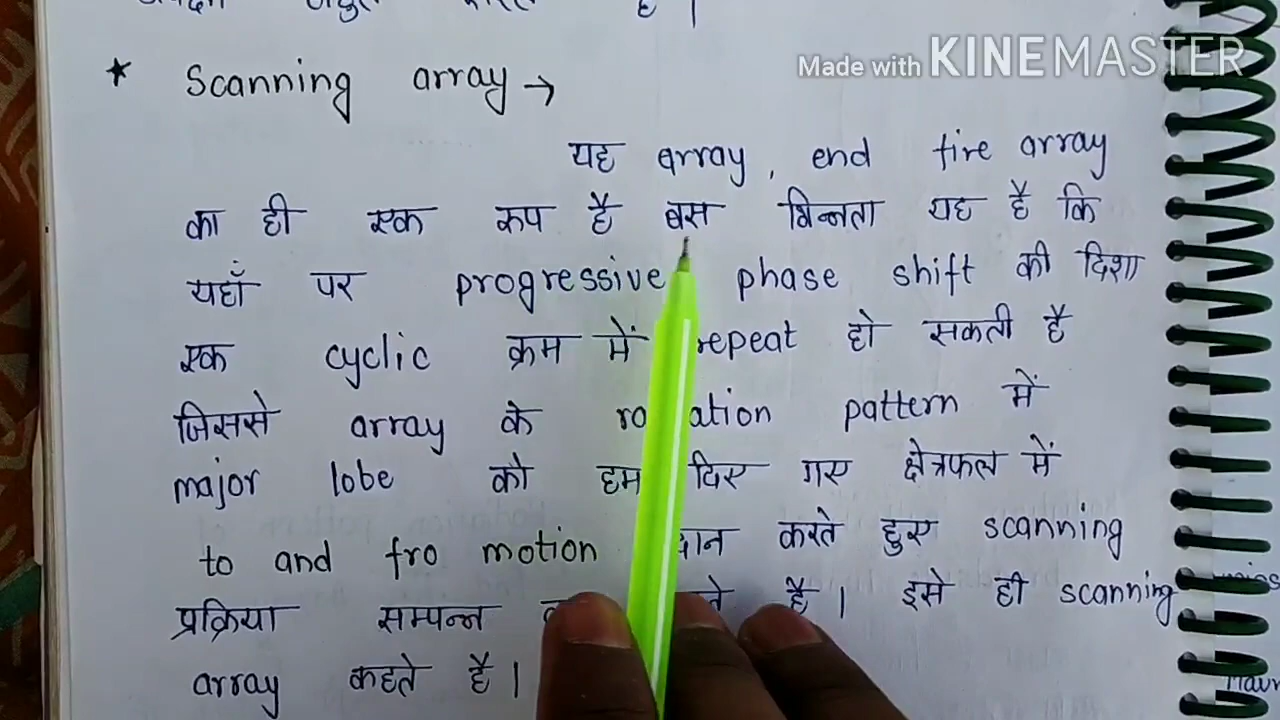 Made with KINEMASTER
* Scanning array →
यह array, end fire array
का ही एक रुप है बस भिन्नता यह है कि
यहाँ पर progressive phase shift की दिशा
एक cyclic क्रम में repeat हो सकती है
जिससे array के pattern में
major lobe को हम दिए गए क्षेत्रफल में
to and fro motion करते हुए scanning
प्रक्रिया सम्पन्न है। इसे ही scanning
array कहते है।